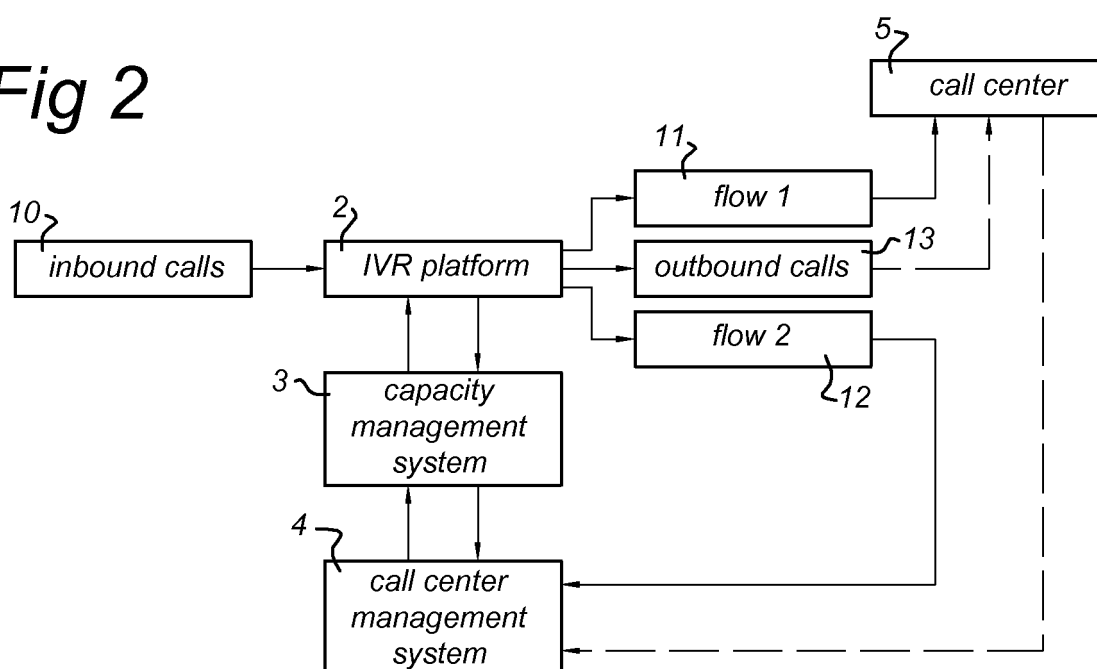 Fig 2
5
call center
11
flow 1
10
inbound calls
2
IVR platform
13
outbound calls
flow 2
12
3
capacity
management
system
4
call center
management
system